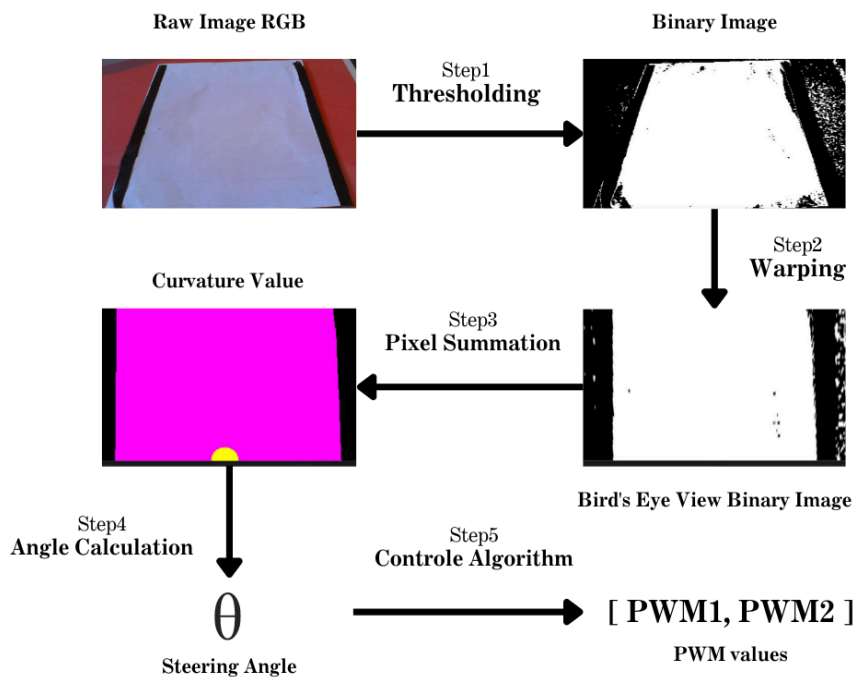 Raw Image RGB
Binary Image
Step1
Thresholding
Step2
Warping
Curvature Value
Step3
Pixel Summation
Bird's Eye View Binary Image
Step4
Angle Calculation
Step5
Controle Algorithm
θ
[ PWM1, PWM2 ]
Steering Angle
PWM values